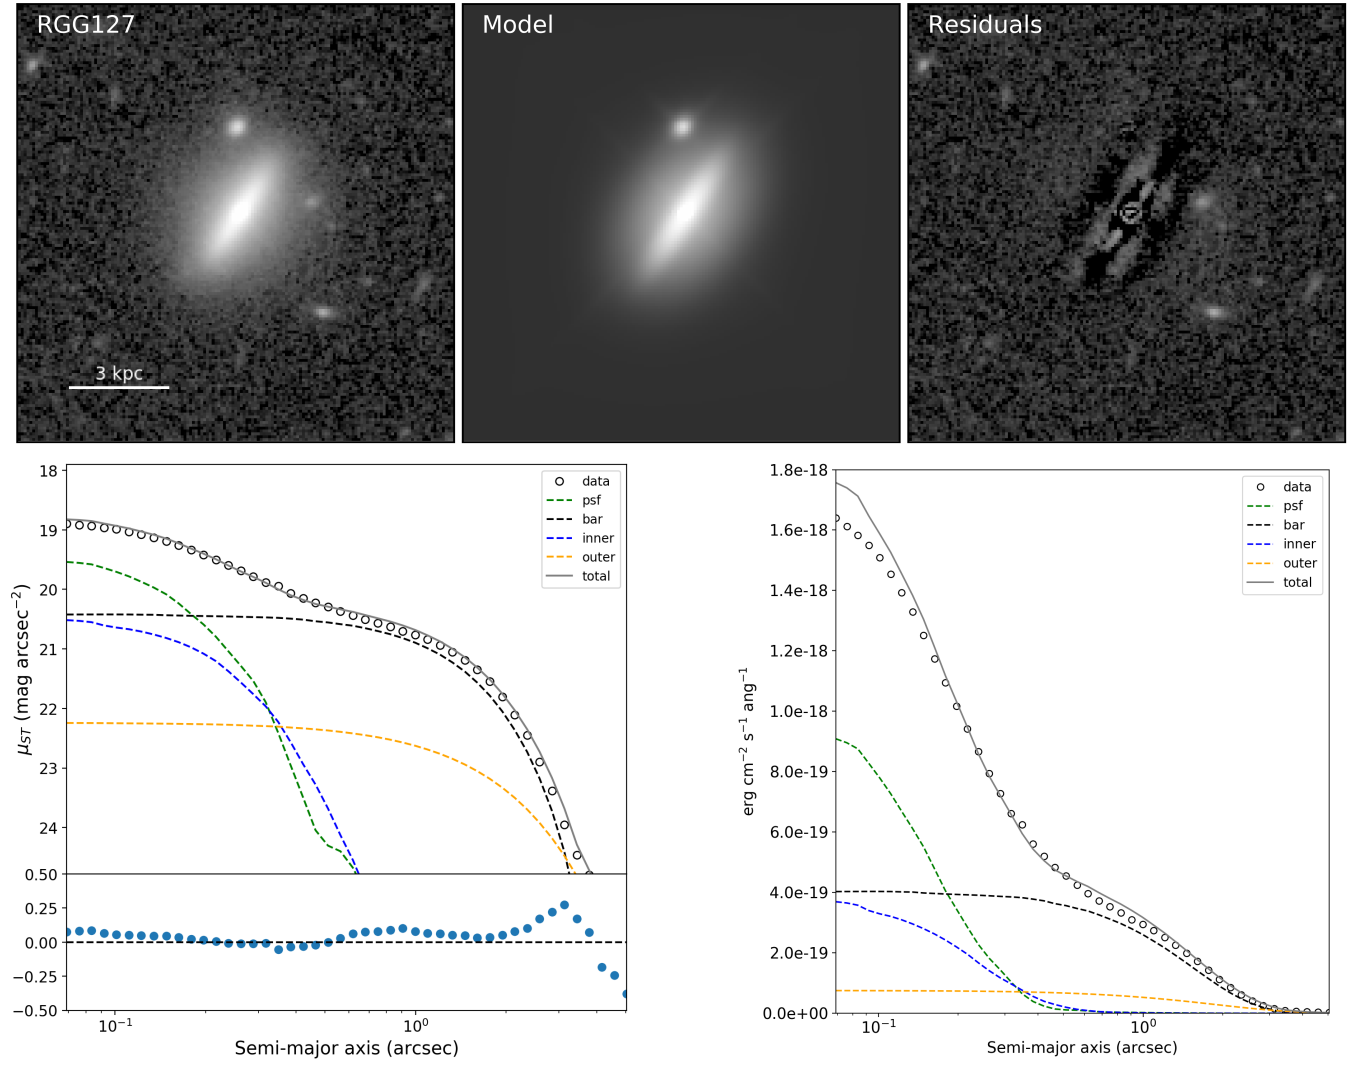 RGG127
Model
Residuals
3 kpc
18
19
20
21
22
23
24
0.50
0.25
0.00
−0.25
−0.50
μST (mag arcsec−2)
data
psf
bar
inner
outer
total
10−1
100
Semi-major axis (arcsec)
1.8e-18
1.6e-18
1.4e-18
1.2e-18
1.0e-18
8.0e-19
6.0e-19
4.0e-19
2.0e-19
0.0e+00
erg cm−2 s−1 ang−1
data
psf
bar
inner
outer
total
10−1
100
Semi-major axis (arcsec)